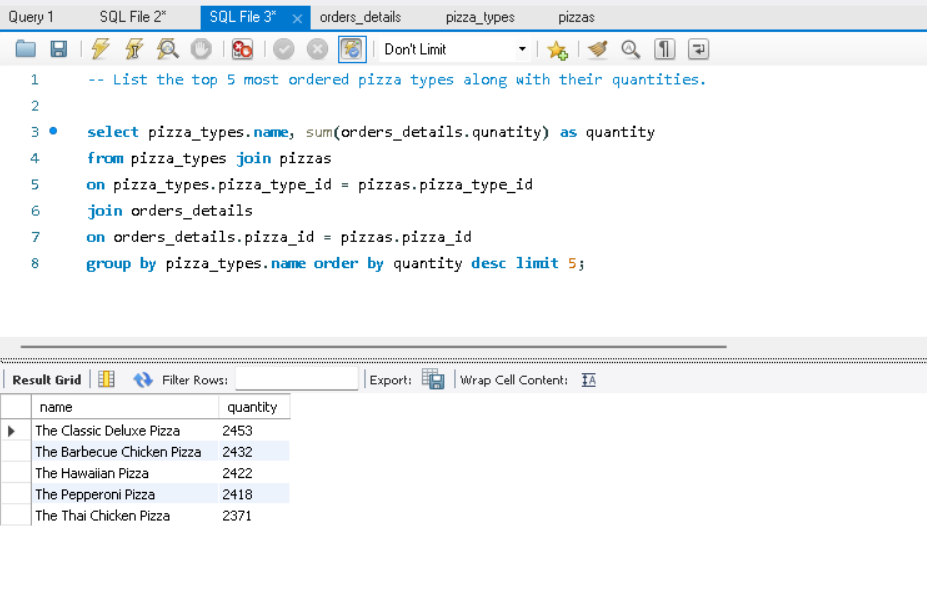 Query 1 SQL File 2* SQL File 3* orders_details pizza_types pizzas
Don't Limit
1 -- List the top 5 most ordered pizza types along with their quantities.
2
3 select pizza_types.name, sum(orders_details.qunatity) as quantity
4 from pizza_types join pizzas
5 on pizza_types.pizza_type_id = pizzas.pizza_type_id
6 join orders_details
7 on orders_details.pizza_id = pizzas.pizza_id
8 group by pizza_types.name order by quantity desc limit 5;
Result Grid Filter Rows: Export: Wrap Cell Content:
name quantity
The Classic Deluxe Pizza 2453
The Barbecue Chicken Pizza 2432
The Hawaiian Pizza 2422
The Pepperoni Pizza 2418
The Thai Chicken Pizza 2371